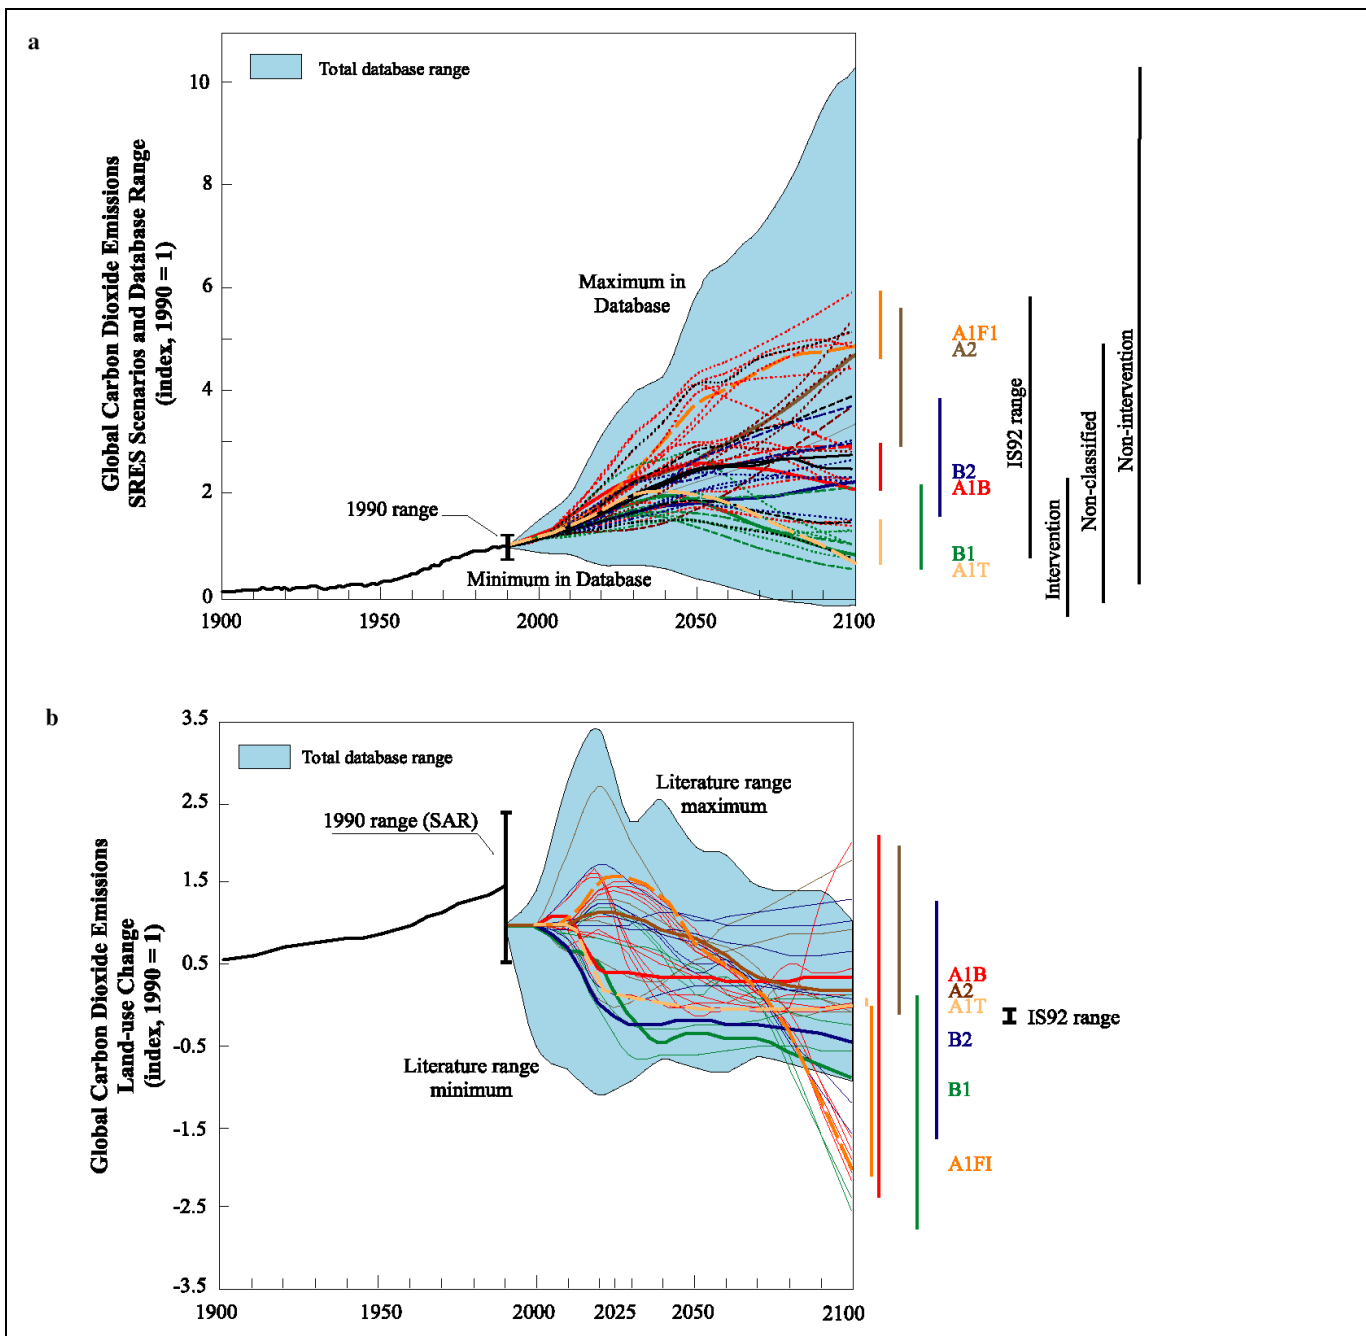 a
Total database range
10
8
6
4
2
0
Global Carbon Dioxide Emissions
SRES Scenarios and Database Range
(index, 1990 = 1)
Maximum in
Database
1990 range
Minimum in Database
1900
1950
2000
2050
2100
A1F1
A2
B2
A1B
B1
A1T
IS92 range
Intervention
Non-classified
Non-intervention
b
Total database range
3.5
2.5
1.5
0.5
-0.5
-1.5
-2.5
-3.5
Global Carbon Dioxide Emissions
Land-use Change
(index, 1990 = 1)
1990 range (SAR)
Literature range
maximum
Literature range
minimum
1900
1950
2000
2025
2050
2100
A1B
A2
A1T
IS92 range
B2
B1
A1FI